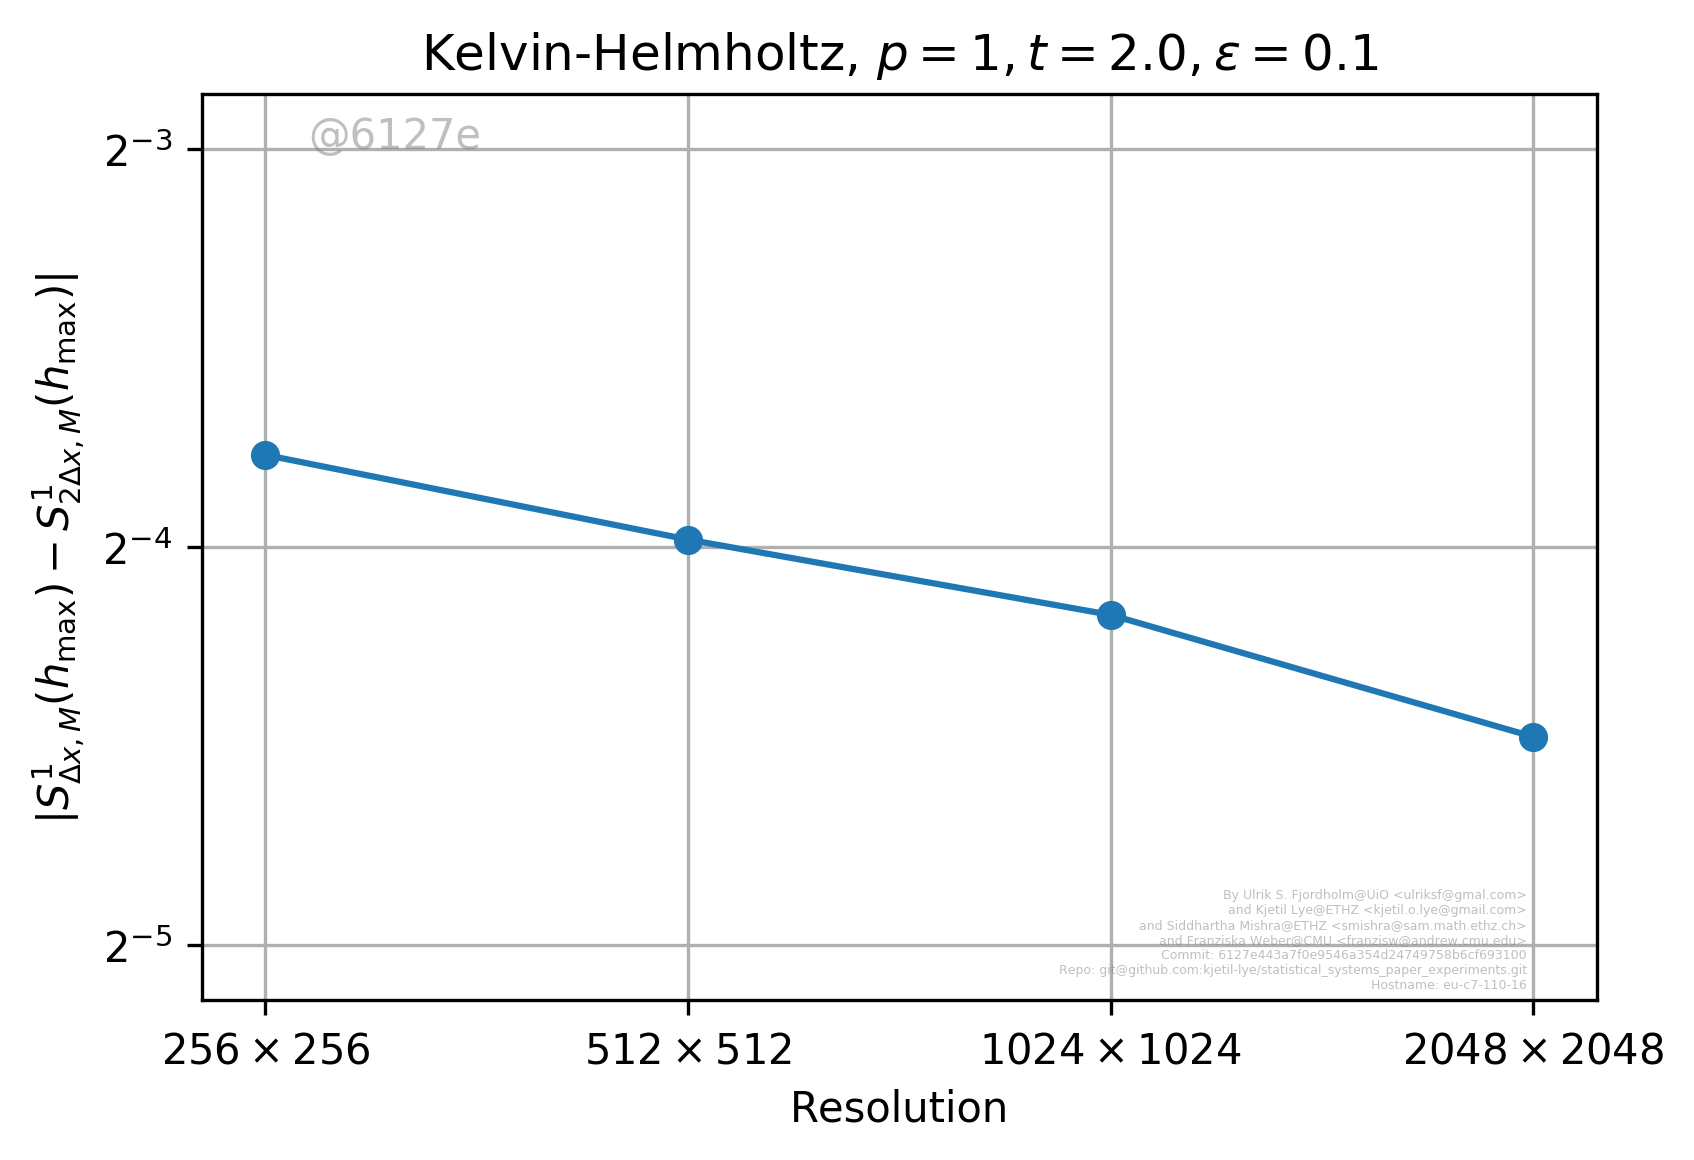 Kelvin-Helmholtz, p = 1, t = 2.0, ε = 0.1
@6127e
2⁻³
2⁻⁴
2⁻⁵
|S¹_{Δx,M}(h_max) − S¹_{2Δx,M}(h_max)|
By Ulrik S. Fjordholm@UiO <ulriksf@gmal.com>
and Kjetil Lye@ETHZ <kjetil.o.lye@gmail.com>
and Siddhartha Mishra@ETHZ <smishra@sam.math.ethz.ch>
and Franziska Weber@CMU <franzisw@andrew.cmu.edu>
Commit: 6127e443a7f0e9546a354d24749758b6cf693100
Repo: git@github.com:kjetil-lye/statistical_systems_paper_experiments.git
Hostname: eu-c7-110-16
256 × 256 512 × 512 1024 × 1024 2048 × 2048
Resolution